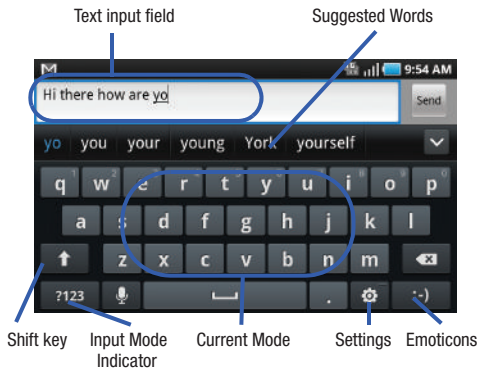 Text input field Suggested Words
9:54 AM
Hi there how are yo Send
yo you your young York yourself
q w e r t y u i o p
a s d f g h j k l
z x c v b n m
?123 . :-)
Shift key Input Mode Indicator Current Mode Settings Emoticons